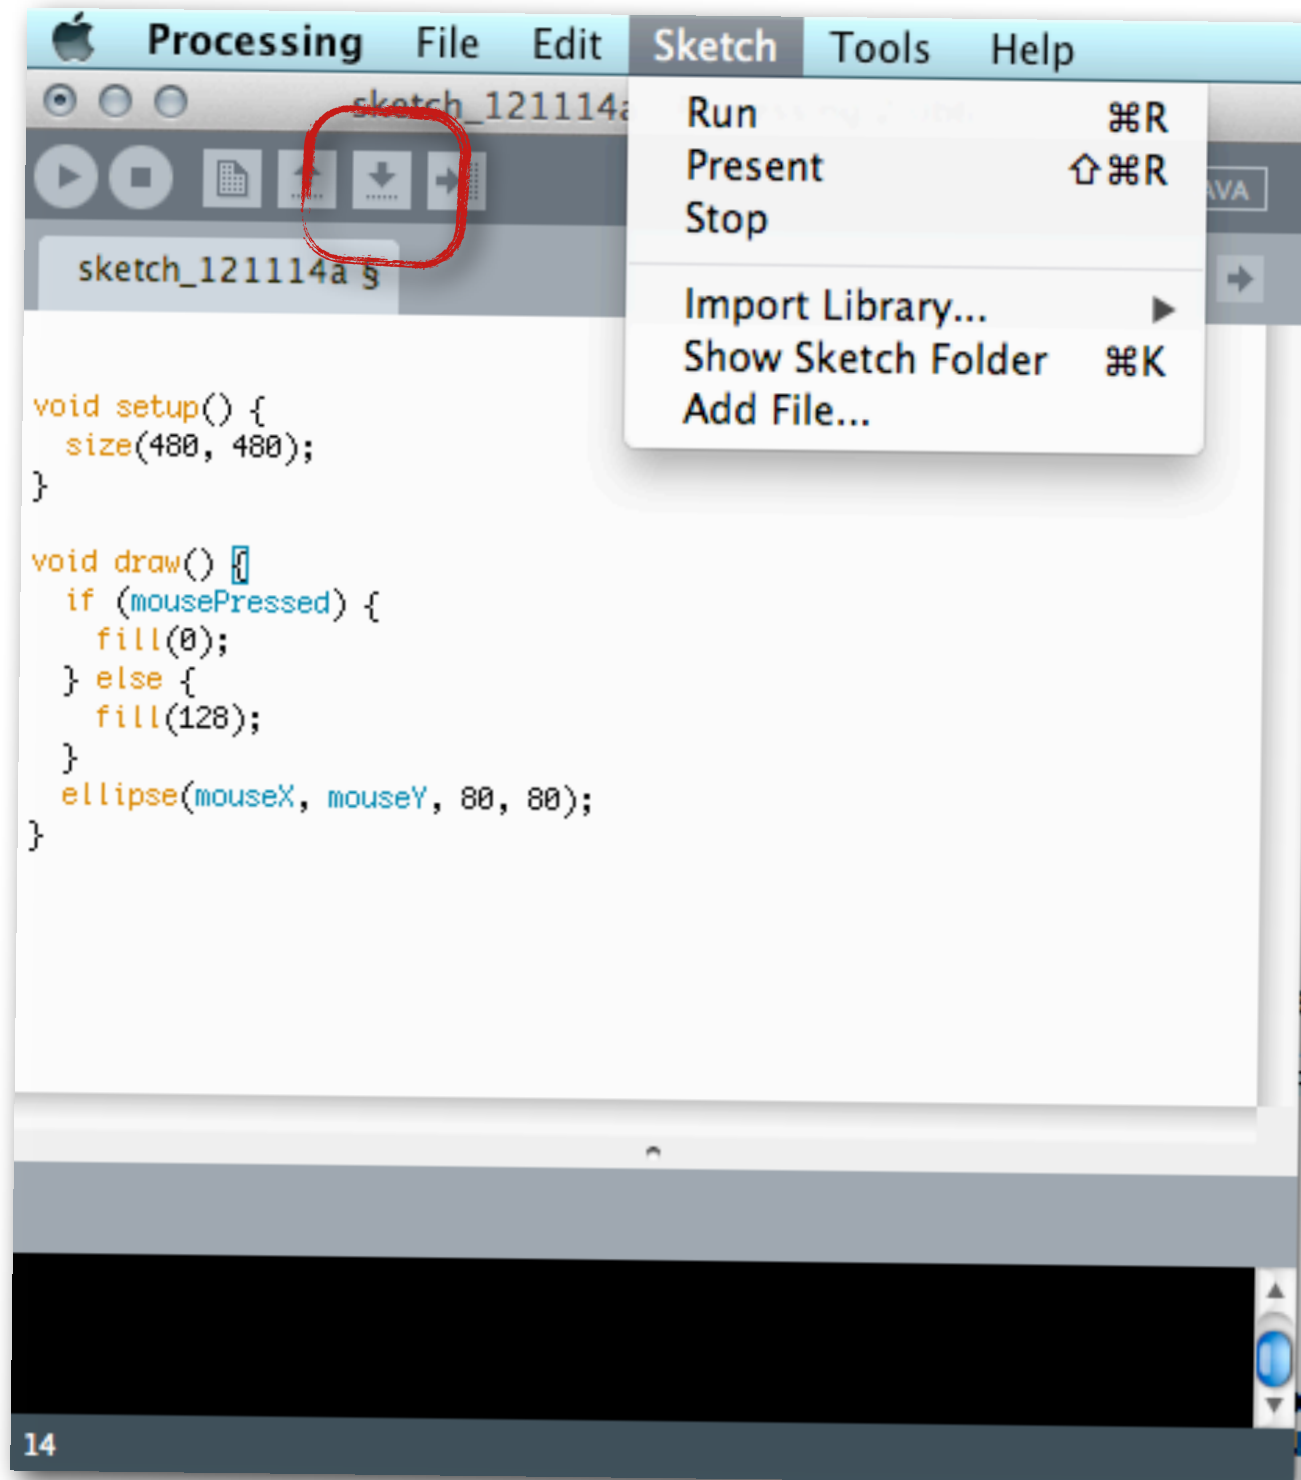 Processing File Edit Sketch Tools Help
sketch_121114a
Run ⌘R
Present ⇧⌘R
Stop
Import Library...
Show Sketch Folder ⌘K
Add File...
sketch_121114a §
void setup() {
  size(480, 480);
}
void draw() {
  if (mousePressed) {
    fill(0);
  } else {
    fill(128);
  }
  ellipse(mouseX, mouseY, 80, 80);
}
14